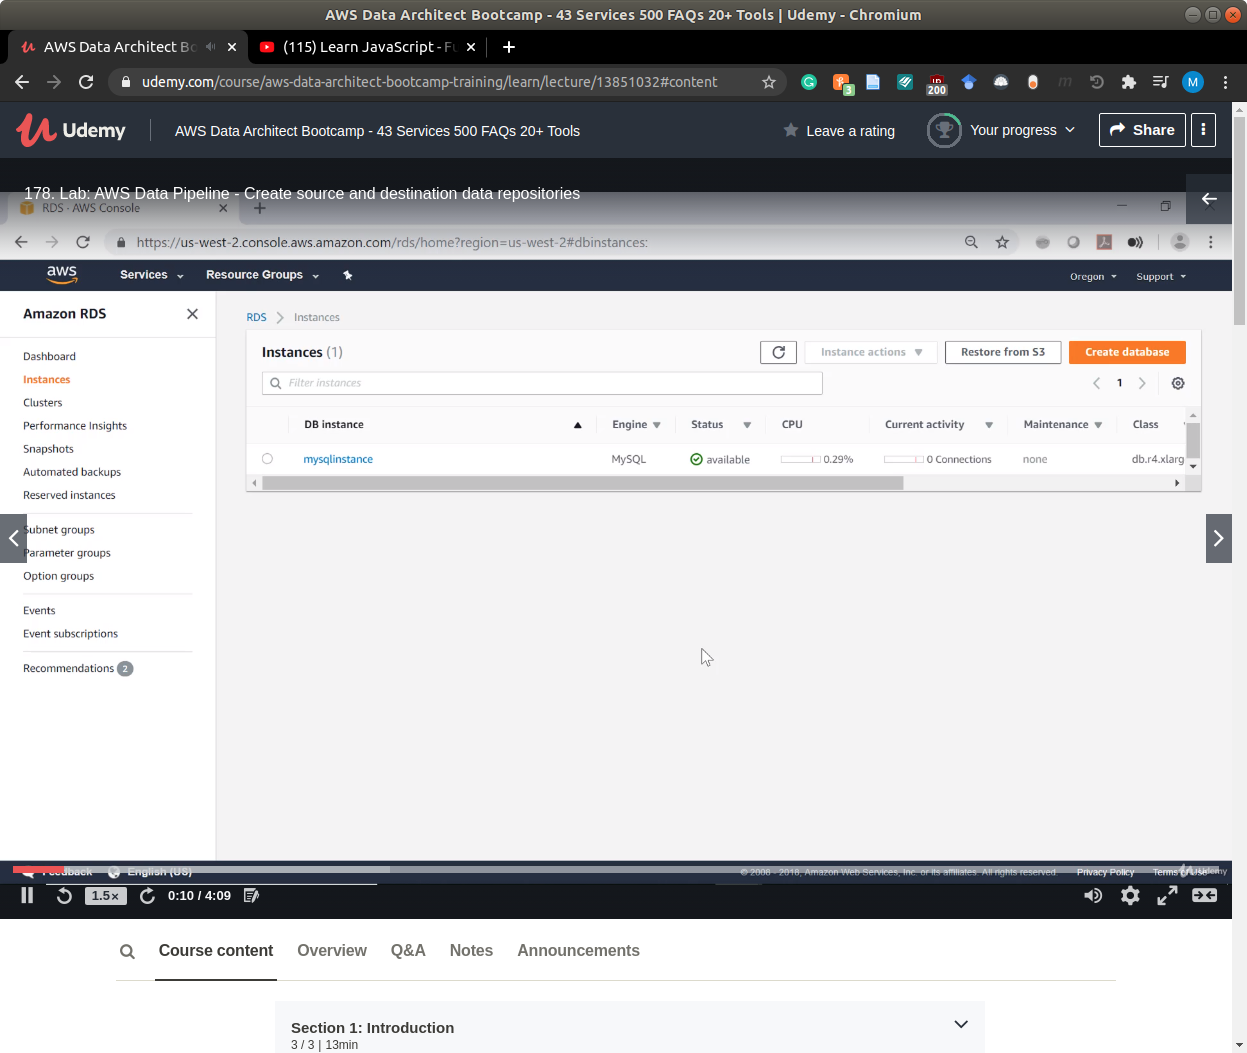 AWS Data Architect Bootcamp - 43 Services 500 FAQs 20+ Tools | Udemy - Chromium
AWS Data Architect Bo
(115) Learn JavaScript - Fu
udemy.com/course/aws-data-architect-bootcamp-training/learn/lecture/13851032#content
3
200
M
Udemy
AWS Data Architect Bootcamp - 43 Services 500 FAQs 20+ Tools
Leave a rating
Your progress
Share
178. Lab: AWS Data Pipeline - Create source and destination data repositories
RDS - AWS Console
https://us-west-2.console.aws.amazon.com/rds/home?region=us-west-2#dbinstances:
aws
Services
Resource Groups
Oregon
Support
Amazon RDS
Dashboard
Instances
Clusters
Performance Insights
Snapshots
Automated backups
Reserved instances
Subnet groups
Parameter groups
Option groups
Events
Event subscriptions
Recommendations 2
RDS > Instances
Instances (1)
Instance actions
Restore from S3
Create database
Filter instances
1
DB instance
Engine
Status
CPU
Current activity
Maintenance
Class
mysqlinstance
MySQL
available
0.29%
0 Connections
none
db.r4.xlarg
Feedback
English (US)
© 2006 - 2018, Amazon Web Services, Inc. or its affiliates. All rights reserved.
Privacy Policy
Terms of Use
Udemy
1.5×
0:10 / 4:09
Course content
Overview
Q&A
Notes
Announcements
Section 1: Introduction
3 / 3 | 13min